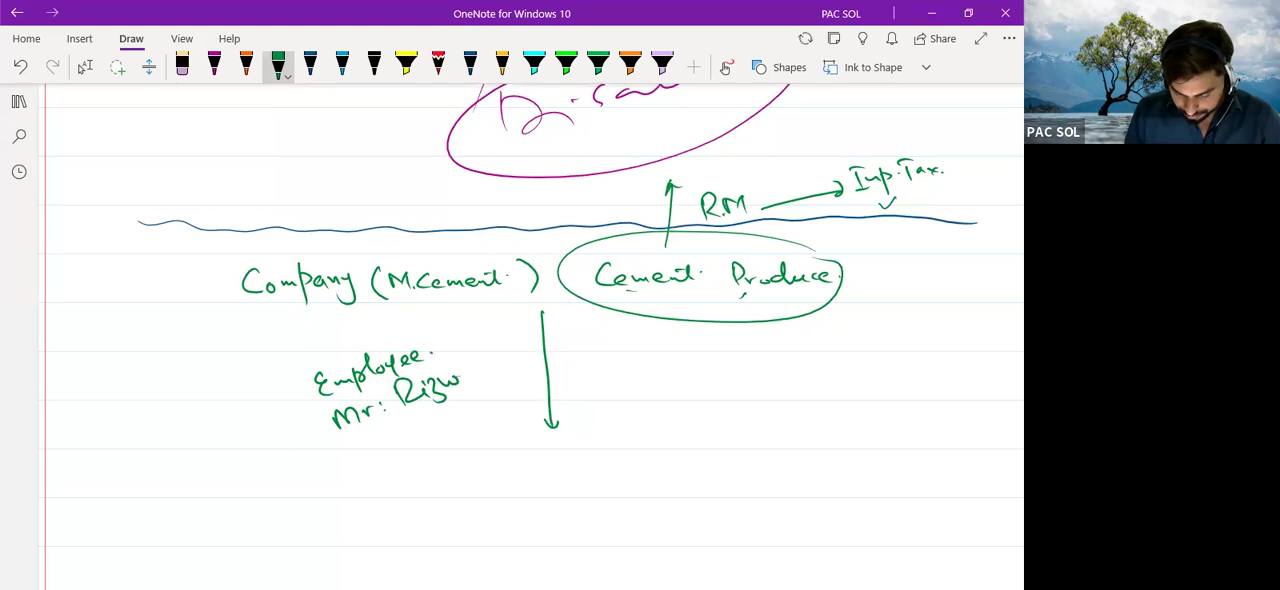 OneNote for Windows 10
PAC SOL
Home Insert Draw View Help
Share
Shapes
Ink to Shape
PAC SOL
R.M
Inp.Tax.
Company (M.Cement.)
Cement. Produce.
Employee.
Mr: Rizw